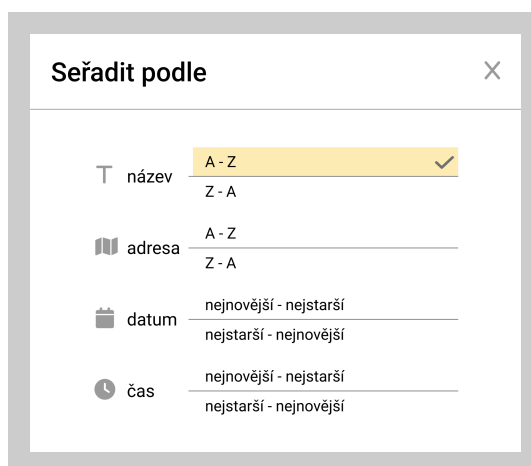 Seřadit podle
název
A - Z
Z - A
adresa
A - Z
Z - A
datum
nejnovější - nejstarší
nejstarší - nejnovější
čas
nejnovější - nejstarší
nejstarší - nejnovější